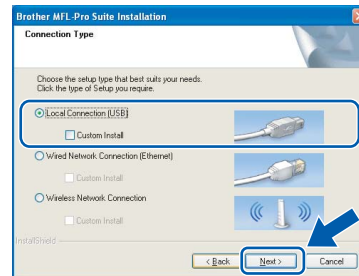 Brother MFL-Pro Suite Installation
Connection Type
Choose the setup type that best suits your needs.
Click the type of Setup you require.
Local Connection (USB)
Custom Install
Wired Network Connection (Ethernet)
Custom Install
Wireless Network Connection
Custom Install
InstallShield
< Back
Next >
Cancel